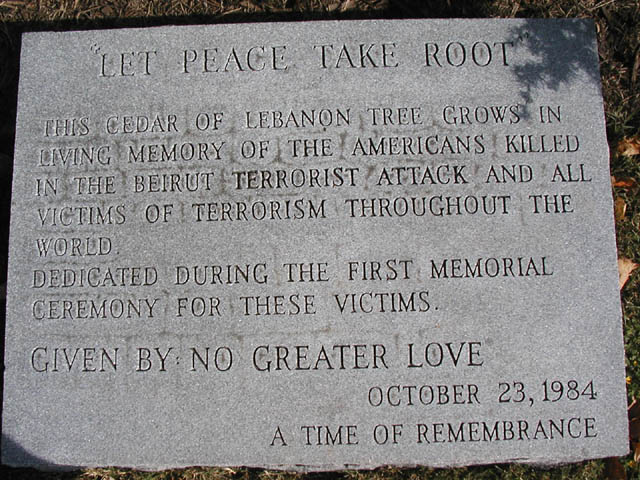 "LET PEACE TAKE ROOT"
THIS CEDAR OF LEBANON TREE GROWS IN
LIVING MEMORY OF THE AMERICANS KILLED
IN THE BEIRUT TERRORIST ATTACK AND ALL
VICTIMS OF TERRORISM THROUGHOUT THE
WORLD.
DEDICATED DURING THE FIRST MEMORIAL
CEREMONY FOR THESE VICTIMS.
GIVEN BY: NO GREATER LOVE
OCTOBER 23, 1984
A TIME OF REMEMBRANCE